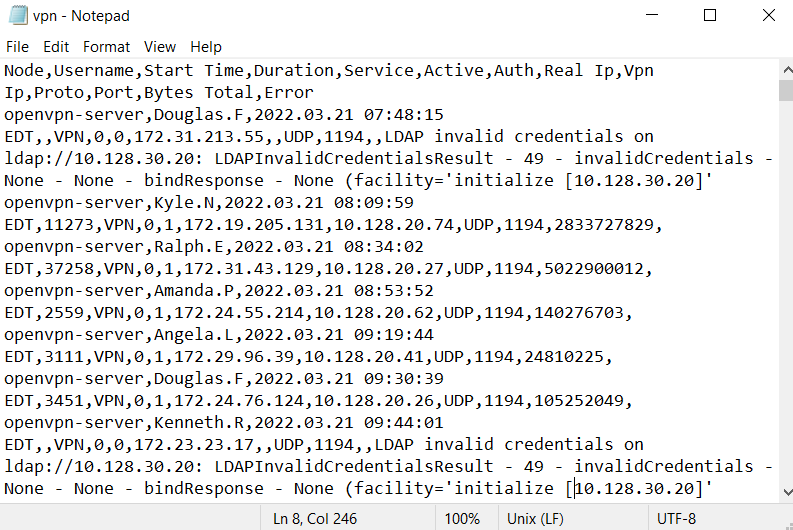 vpn - Notepad
File Edit Format View Help
Node,Username,Start Time,Duration,Service,Active,Auth,Real Ip,Vpn
Ip,Proto,Port,Bytes Total,Error
openvpn-server,Douglas.F,2022.03.21 07:48:15
EDT,,VPN,0,0,172.31.213.55,,UDP,1194,,LDAP invalid credentials on
ldap://10.128.30.20: LDAPInvalidCredentialsResult - 49 - invalidCredentials -
None - None - bindResponse - None (facility='initialize [10.128.30.20]'
openvpn-server,Kyle.N,2022.03.21 08:09:59
EDT,11273,VPN,0,1,172.19.205.131,10.128.20.74,UDP,1194,2833727829,
openvpn-server,Ralph.E,2022.03.21 08:34:02
EDT,37258,VPN,0,1,172.31.43.129,10.128.20.27,UDP,1194,5022900012,
openvpn-server,Amanda.P,2022.03.21 08:53:52
EDT,2559,VPN,0,1,172.24.55.214,10.128.20.62,UDP,1194,140276703,
openvpn-server,Angela.L,2022.03.21 09:19:44
EDT,3111,VPN,0,1,172.29.96.39,10.128.20.41,UDP,1194,24810225,
openvpn-server,Douglas.F,2022.03.21 09:30:39
EDT,3451,VPN,0,1,172.24.76.124,10.128.20.26,UDP,1194,105252049,
openvpn-server,Kenneth.R,2022.03.21 09:44:01
EDT,,VPN,0,0,172.23.23.17,,UDP,1194,,LDAP invalid credentials on
ldap://10.128.30.20: LDAPInvalidCredentialsResult - 49 - invalidCredentials -
None - None - bindResponse - None (facility='initialize [10.128.30.20]'
Ln 8, Col 246 100% Unix (LF) UTF-8